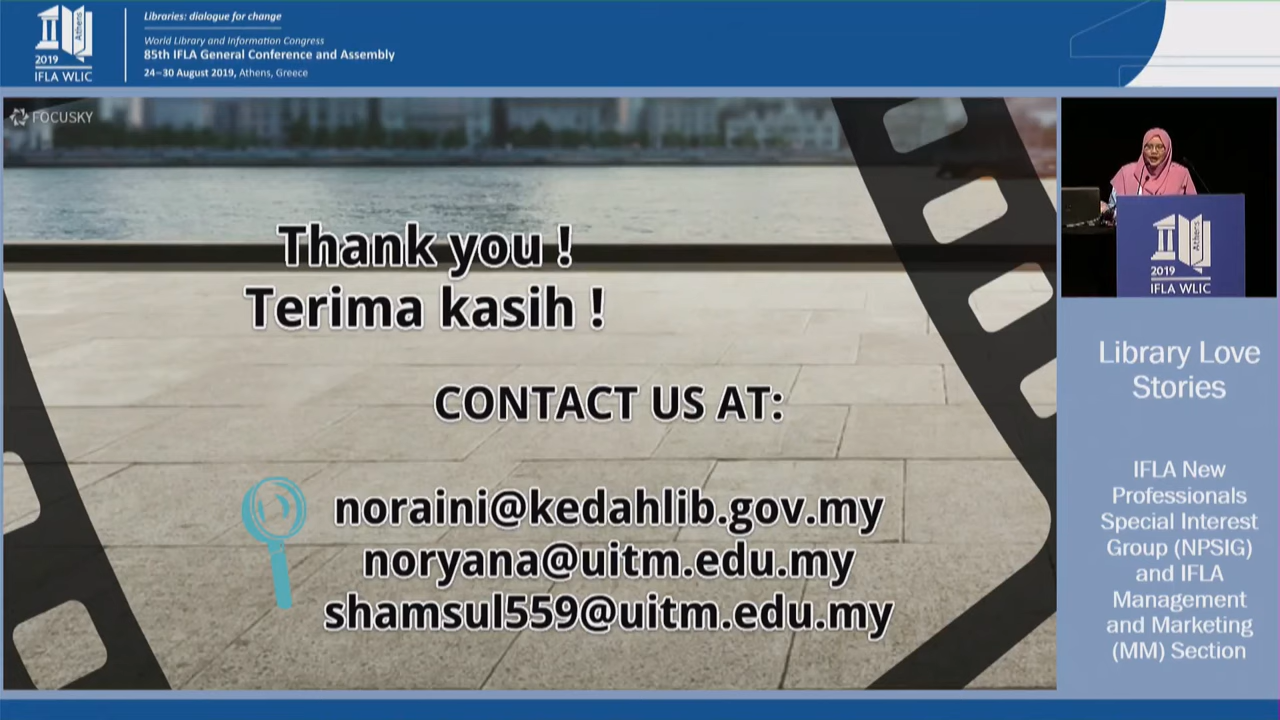 Libraries: dialogue for change
World Library and Information Congress
85th IFLA General Conference and Assembly
24–30 August 2019, Athens, Greece
Athens
2019
IFLA WLIC
FOCUSKY
Thank you !
Terima kasih !
CONTACT US AT:
noraini@kedahlib.gov.my
noryana@uitm.edu.my
shamsul559@uitm.edu.my
Athens
2019
IFLA WLIC
Library Love
Stories
IFLA New
Professionals
Special Interest
Group (NPSIG)
and IFLA
Management
and Marketing
(MM) Section